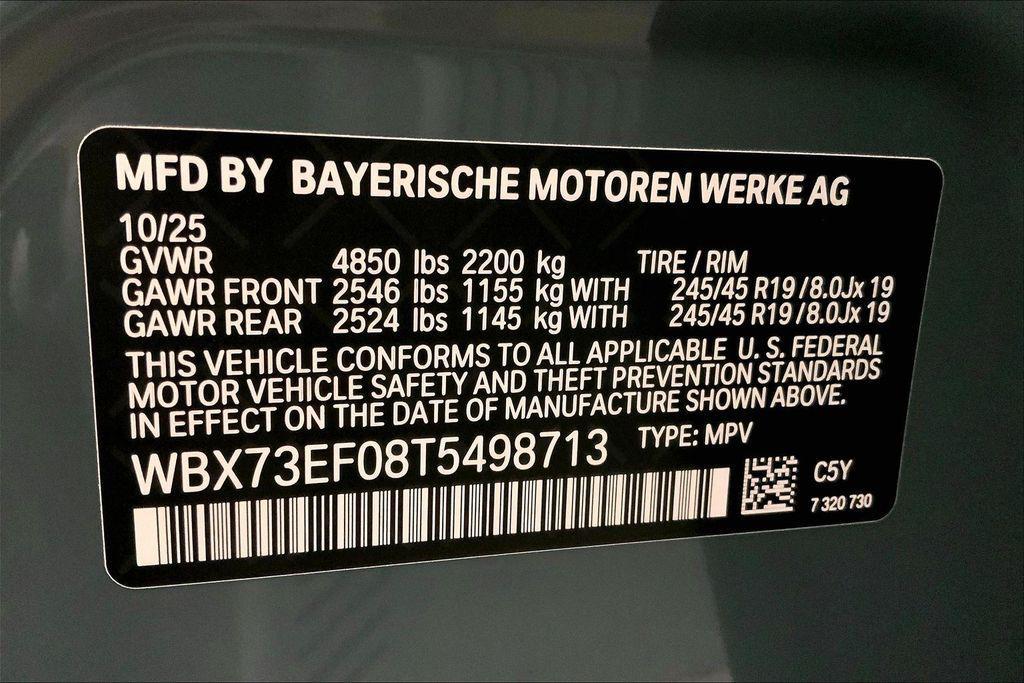 MFD BY BAYERISCHE MOTOREN WERKE AG
10/25
GVWR 4850 lbs 2200 kg TIRE / RIM
GAWR FRONT 2546 lbs 1155 kg WITH 245/45 R19 /8.0Jx 19
GAWR REAR 2524 lbs 1145 kg WITH 245/45 R19 /8.0Jx 19
THIS VEHICLE CONFORMS TO ALL APPLICABLE U. S. FEDERAL
MOTOR VEHICLE SAFETY AND THEFT PREVENTION STANDARDS
IN EFFECT ON THE DATE OF MANUFACTURE SHOWN ABOVE.
WBX73EF08T5498713 TYPE: MPV
C5Y
7 320 730